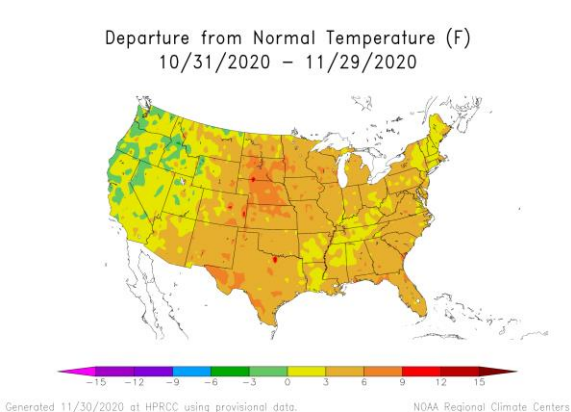 Departure from Normal Temperature (F)
10/31/2020 – 11/29/2020
-15 -12 -9 -6 -3 0 3 6 9 12 15
Generated 11/30/2020 at HPRCC using provisional data. NOAA Regional Climate Centers